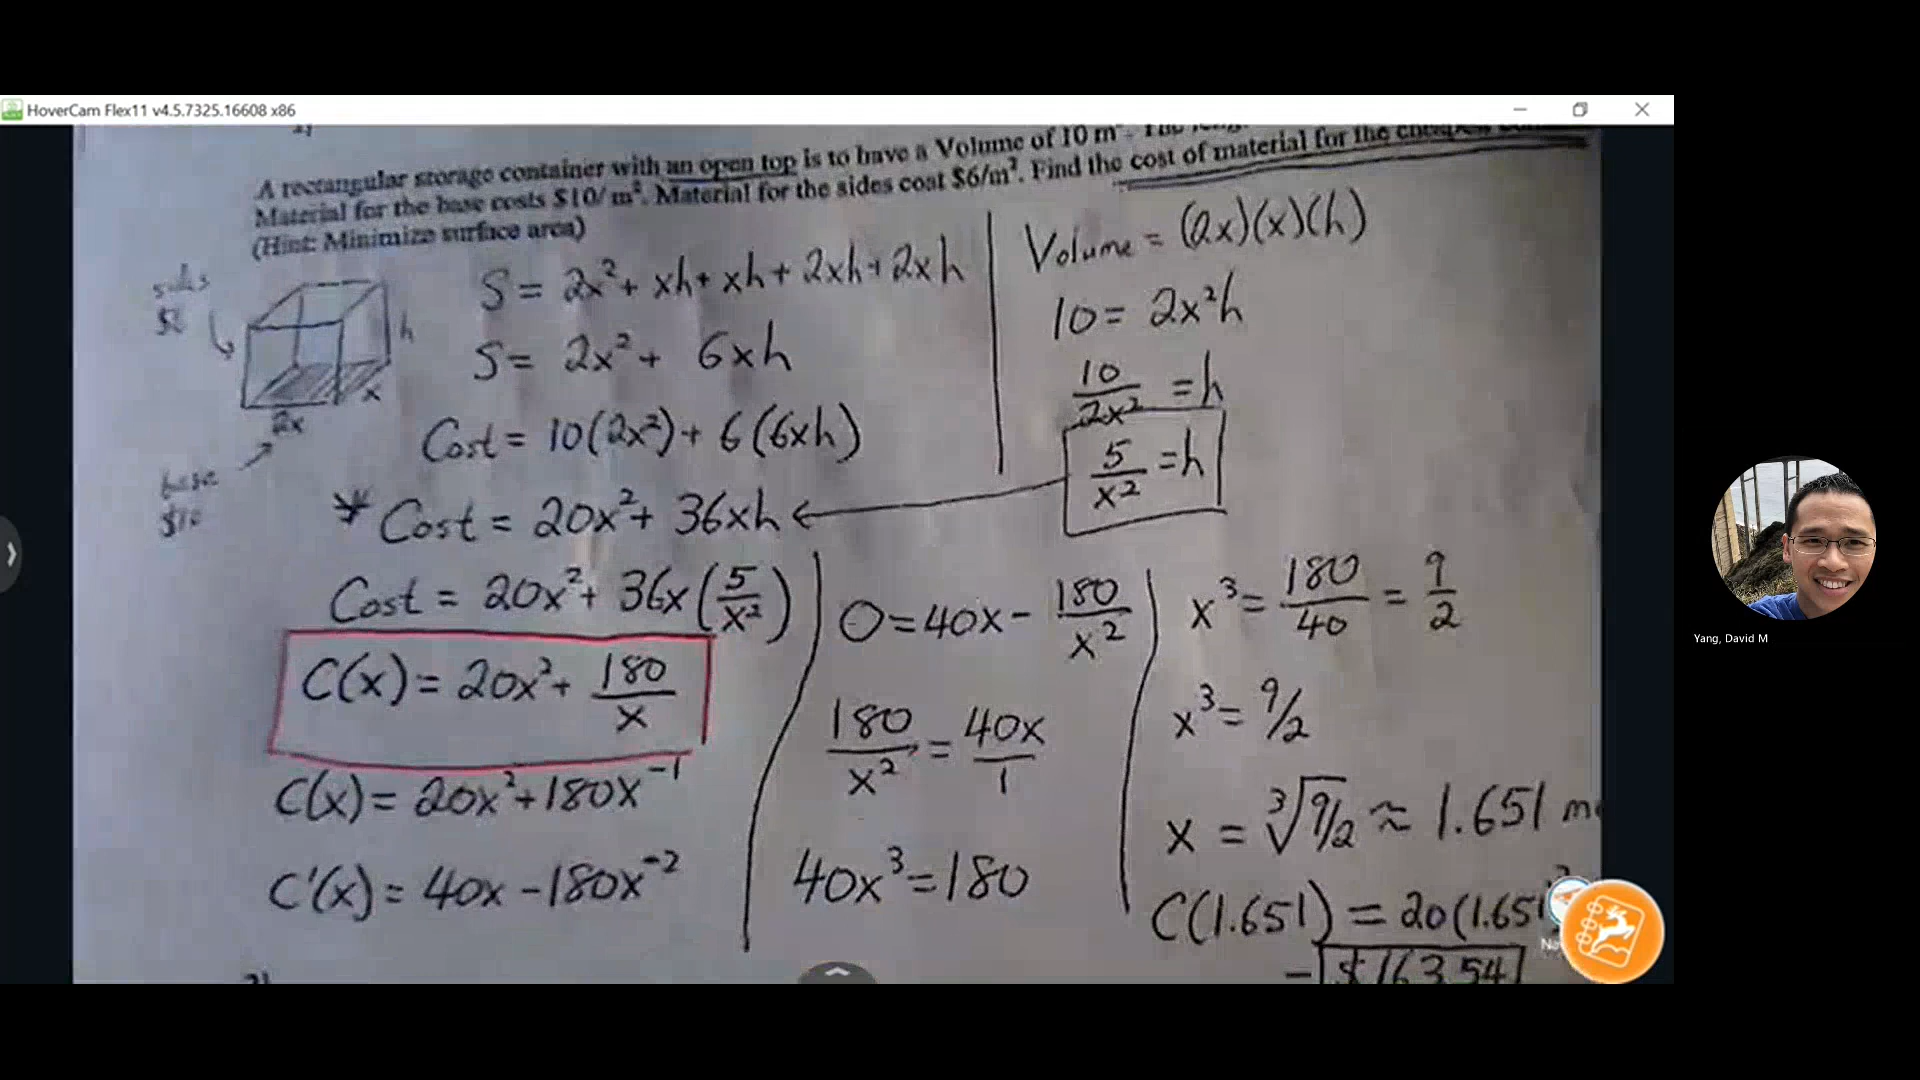 HoverCam Flex11 v4.5.7325.16608 x86
A rectangular storage container with an open top is to have a Volume of 10 m
Material for the base costs $10/ m². Material for the sides cost $6/m². Find the cost of material for the cheapest
(Hint: Minimize surface area)
sides
h
x
2x
base
$10
S = 2x² + xh + xh + 2xh + 2xh
S = 2x² + 6xh
Cost = 10(2x²) + 6(6xh)
* Cost = 20x² + 36xh
Volume = (2x)(x)(h)
10 = 2x²h
10/2x² = h
5/x² = h
Cost = 20x² + 36x(5/x²)
C(x) = 20x² + 180/x
C(x) = 20x² + 180x⁻¹
C'(x) = 40x - 180x⁻²
0 = 40x - 180/x²
180/x² = 40x/1
40x³ = 180
x³ = 180/40 = 9/2
x³ = 9/2
x = ³√9/2 ≈ 1.651
C(1.651) = 20(1.651
$163.54
Yang, David M